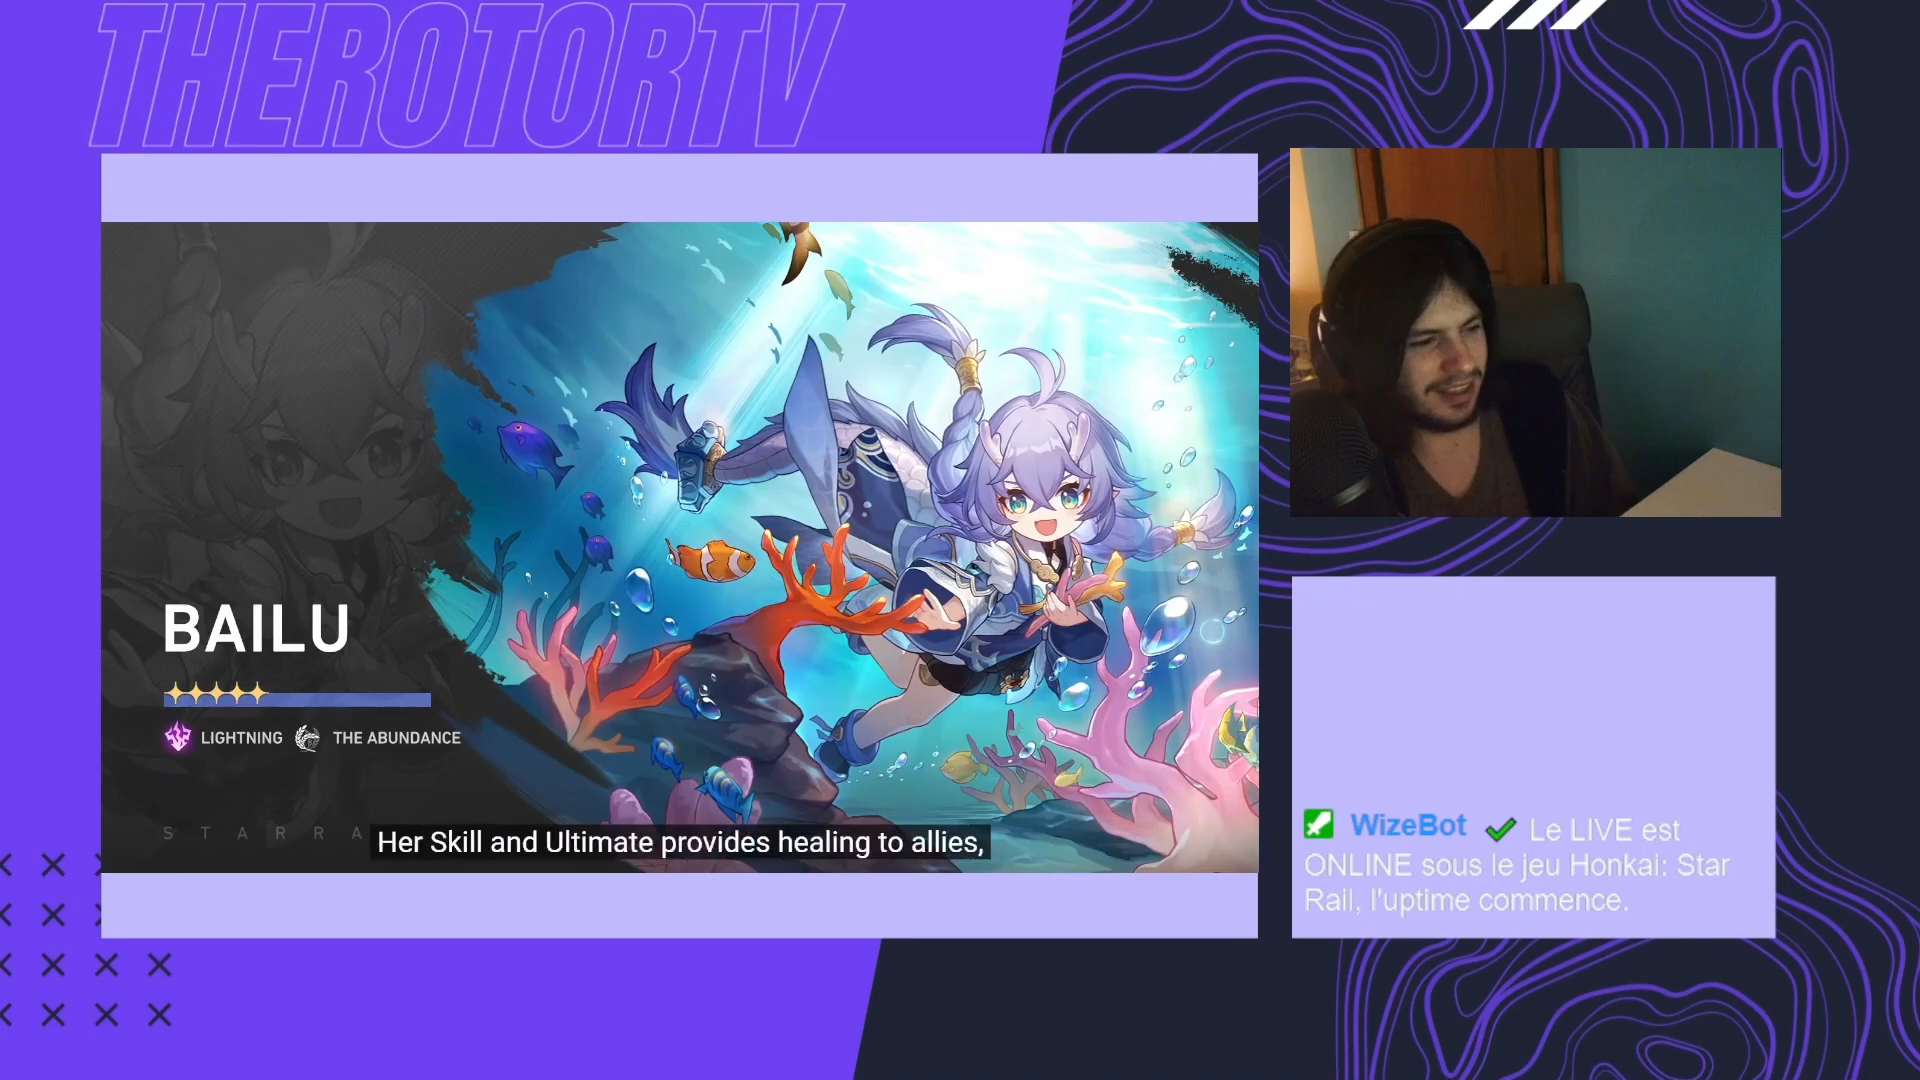 THEROTORTV
BAILU
LIGHTNING THE ABUNDANCE
STARRA
Her Skill and Ultimate provides healing to allies,
WizeBot Le LIVE est
ONLINE sous le jeu Honkai: Star
Rail, l'uptime commence.